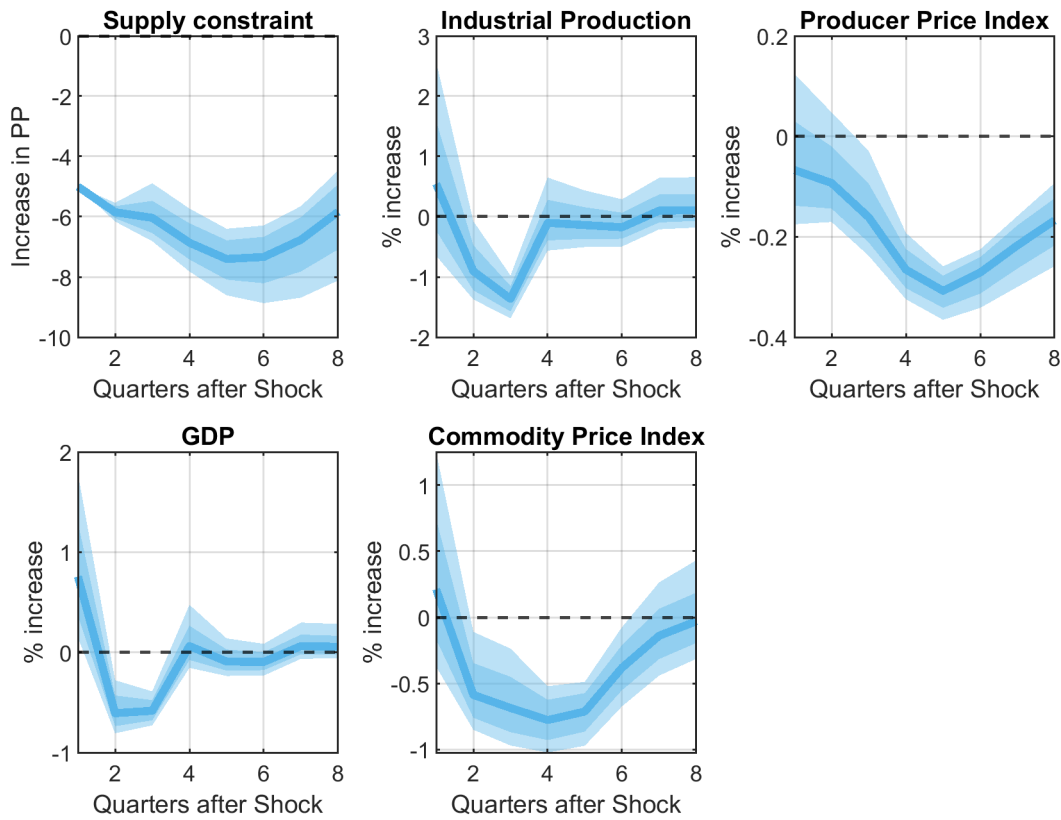 Supply constraint
Increase in PP
0
-2
-4
-6
-8
-10
2 4 6 8
Quarters after Shock
Industrial Production
% increase
3
2
1
0
-1
-2
2 4 6 8
Quarters after Shock
Producer Price Index
% increase
0.2
0
-0.2
-0.4
2 4 6 8
Quarters after Shock
GDP
% increase
2
1
0
-1
2 4 6 8
Quarters after Shock
Commodity Price Index
% increase
1
0.5
0
-0.5
-1
2 4 6 8
Quarters after Shock